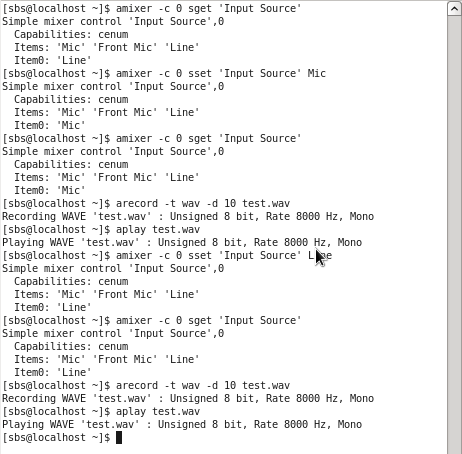 [sbs@localhost ~]$ amixer -c 0 sget 'Input Source'
Simple mixer control 'Input Source',0
  Capabilities: cenum
  Items: 'Mic' 'Front Mic' 'Line'
  Item0: 'Line'
[sbs@localhost ~]$ amixer -c 0 sset 'Input Source' Mic
Simple mixer control 'Input Source',0
  Capabilities: cenum
  Items: 'Mic' 'Front Mic' 'Line'
  Item0: 'Mic'
[sbs@localhost ~]$ amixer -c 0 sget 'Input Source'
Simple mixer control 'Input Source',0
  Capabilities: cenum
  Items: 'Mic' 'Front Mic' 'Line'
  Item0: 'Mic'
[sbs@localhost ~]$ arecord -t wav -d 10 test.wav
Recording WAVE 'test.wav' : Unsigned 8 bit, Rate 8000 Hz, Mono
[sbs@localhost ~]$ aplay test.wav
Playing WAVE 'test.wav' : Unsigned 8 bit, Rate 8000 Hz, Mono
[sbs@localhost ~]$ amixer -c 0 sset 'Input Source' Line
Simple mixer control 'Input Source',0
  Capabilities: cenum
  Items: 'Mic' 'Front Mic' 'Line'
  Item0: 'Line'
[sbs@localhost ~]$ amixer -c 0 sget 'Input Source'
Simple mixer control 'Input Source',0
  Capabilities: cenum
  Items: 'Mic' 'Front Mic' 'Line'
  Item0: 'Line'
[sbs@localhost ~]$ arecord -t wav -d 10 test.wav
Recording WAVE 'test.wav' : Unsigned 8 bit, Rate 8000 Hz, Mono
[sbs@localhost ~]$ aplay test.wav
Playing WAVE 'test.wav' : Unsigned 8 bit, Rate 8000 Hz, Mono
[sbs@localhost ~]$